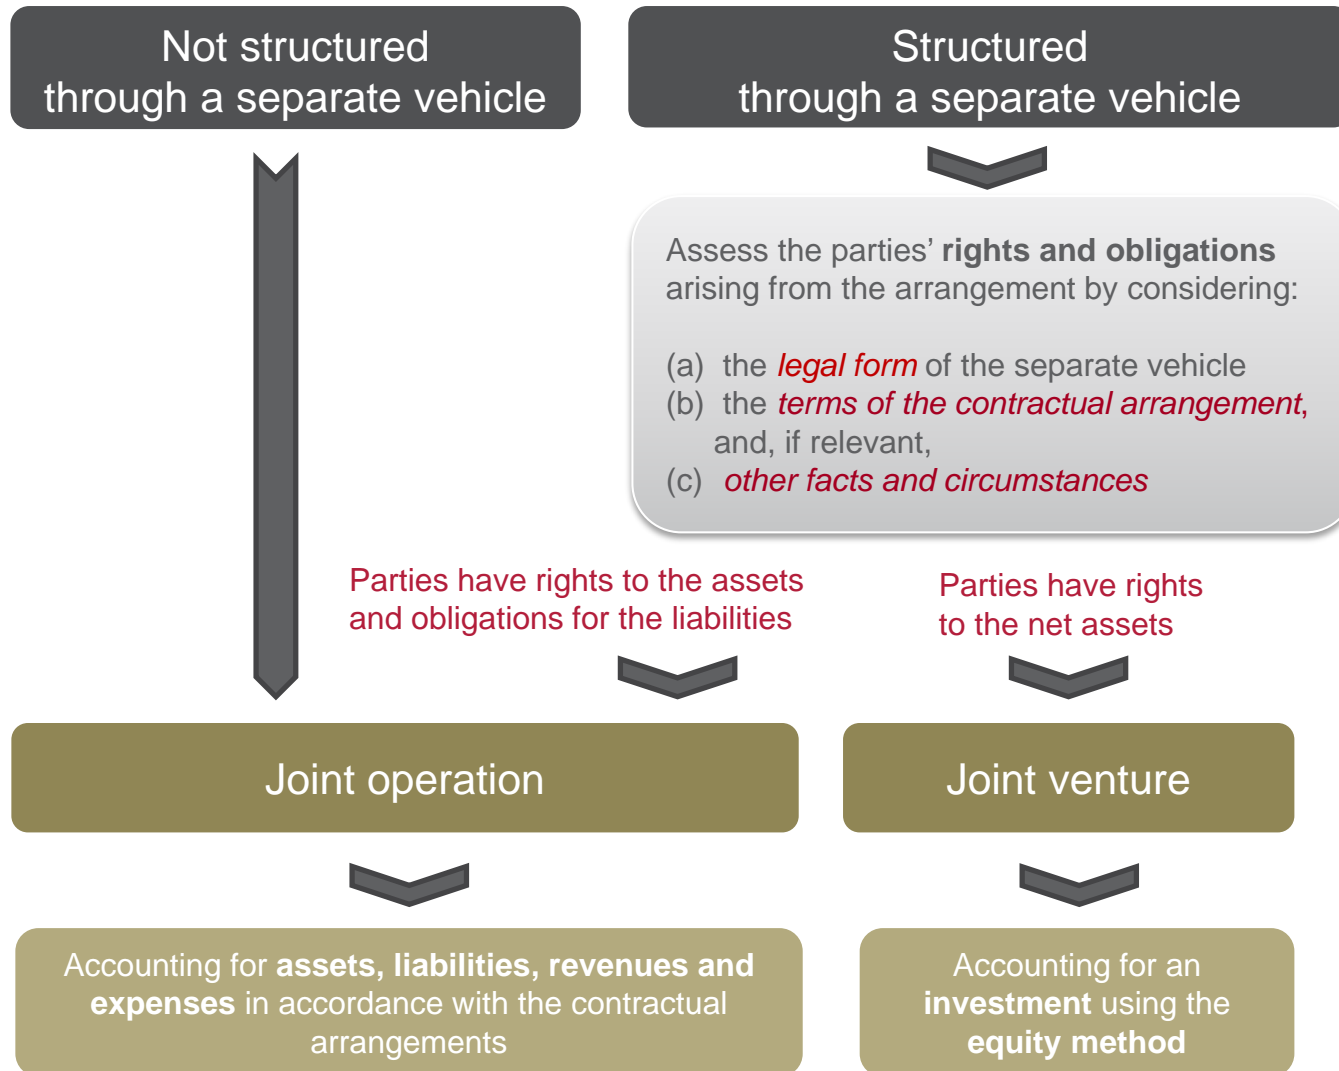 Not structured
through a separate vehicle
Structured
through a separate vehicle
Assess the parties’ rights and obligations
arising from the arrangement by considering:
(a) the legal form of the separate vehicle
(b) the terms of the contractual arrangement,
and, if relevant,
(c) other facts and circumstances
Parties have rights to the assets
and obligations for the liabilities
Parties have rights
to the net assets
Joint operation
Joint venture
Accounting for assets, liabilities, revenues and
expenses in accordance with the contractual
arrangements
Accounting for an
investment using the
equity method